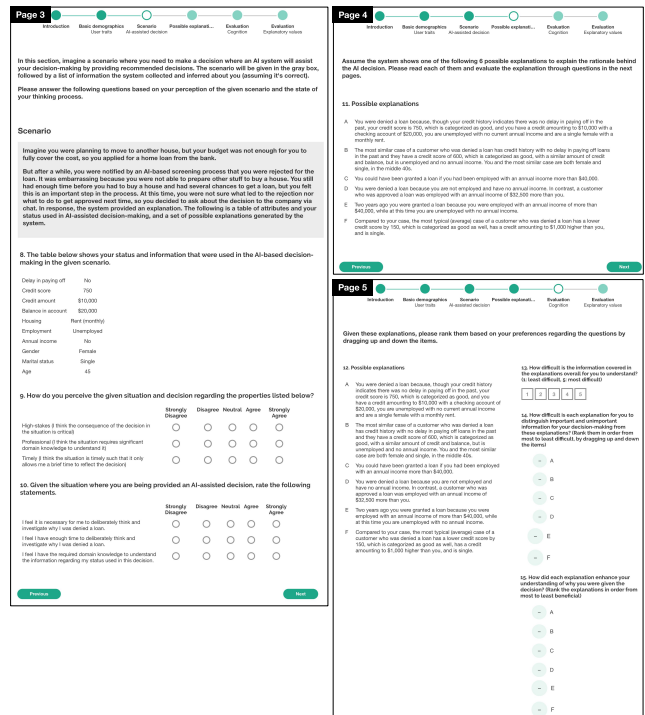 Page 3
Introduction
Basic demographics
User traits
Scenario
AI-assisted decision
Possible explanati...
Evaluation
Cognition
Evaluation
Explanatory values
In this section, imagine a scenario where you need to make a decision where an AI system will assist
your decision-making by providing recommended decisions. The scenario will be given in the gray box,
followed by a list of information the system collected and inferred about you (assuming it's correct).
Please answer the following questions based on your perception of the given scenario and the state of
your thinking process.
Scenario
Imagine you were planning to move to another house, but your budget was not enough for you to
fully cover the cost, so you applied for a home loan from the bank.
But after a while, you were notified by an AI-based screening process that you were rejected for the
loan. It was embarrassing because you were not able to prepare other stuff to buy a house. You still
had enough time before you had to buy a house and had several chances to get a loan, but you felt
this is an important step in the process. At this time, you were not sure what led to the rejection nor
what to do to get approved next time, so you decided to ask about the decision to the company via
chat. In response, the system provided an explanation. The following is a table of attributes and your
status used in AI-assisted decision-making, and a set of possible explanations generated by the
system.
8. The table below shows your status and information that were used in the AI-based decision-
making in the given scenario.
Delay in paying off No
Credit score 750
Credit amount $10,000
Balance in account $20,000
Housing Rent (monthly)
Employment Unemployed
Annual income No
Gender Female
Marital status Single
Age 45
9. How do you perceive the given situation and decision regarding the properties listed below?
Strongly Disagree Disagree Neutral Agree Strongly Agree
High-stakes (I think the consequence of the decision in
the situation is critical)
Professional (I think the situation requires significant
domain knowledge to understand it)
Timely (I think the situation is timely such that it only
allows me a brief time to reflect the decision)
10. Given the situation where you are being provided an AI-assisted decision, rate the following
statements.
Strongly Disagree Disagree Neutral Agree Strongly Agree
I feel it is necessary for me to deliberately think and
investigate why I was denied a loan.
I feel I have enough time to deliberately think and
investigate why I was denied a loan.
I feel I have the required domain knowledge to understand
the information regarding my status used in this decision.
Previous
Next
Page 4
Introduction
Basic demographics
User traits
Scenario
AI-assisted decision
Possible explanati...
Evaluation
Cognition
Evaluation
Explanatory values
Assume the system shows one of the following 6 possible explanations to explain the rationale behind
the AI decision. Please read each of them and evaluate the explanation through questions in the next
pages.
11. Possible explanations
A You were denied a loan because, though your credit history indicates there was no delay in paying off in the
past, your credit score is 750, which is categorized as good, and you have a credit amounting to $10,000 with a
checking account of $20,000, you are unemployed with no current annual income and are a single female with a
monthly rent.
B The most similar case of a customer who was denied a loan has credit history with no delay in paying off loans
in the past and they have a credit score of 600, which is categorized as good, with a similar amount of credit
and balance, but is unemployed and no annual income. You and the most similar case are both female and
single, in the middle 40s.
C You could have been granted a loan if you had been employed with an annual income more than $40,000.
D You were denied a loan because you are not employed and have no annual income. In contrast, a customer
who was approved a loan was employed with an annual income of $32,500 more than you.
E Two years ago you were granted a loan because you were employed with an annual income of more than
$40,000, while at this time you are unemployed with no annual income.
F Compared to your case, the most typical (average) case of a customer who was denied a loan has a lower
credit score by 150, which is categorized as good as well, has a credit amounting to $1,000 higher than you,
and is single.
Previous
Next
Page 5
Introduction
Basic demographics
User traits
Scenario
AI-assisted decision
Possible explanati...
Evaluation
Cognition
Evaluation
Explanatory values
Given these explanations, please rank them based on your preferences regarding the questions by
dragging up and down the items.
12. Possible explanations
A You were denied a loan because, though your credit history
indicates there was no delay in paying off in the past, your
credit score is 750, which is categorized as good, and you
have a credit amounting to $10,000 with a checking account of
$20,000, you are unemployed with no current annual income
and are a single female with a monthly rent.
B The most similar case of a customer who was denied a loan
has credit history with no delay in paying off loans in the past
and they have a credit score of 600, which is categorized as
good, with a similar amount of credit and balance, but is
unemployed and no annual income. You and the most similar
case are both female and single, in the middle 40s.
C You could have been granted a loan if you had been employed
with an annual income more than $40,000.
D You were denied a loan because you are not employed and
have no annual income. In contrast, a customer who was
approved a loan was employed with an annual income of
$32,500 more than you.
E Two years ago you were granted a loan because you were
employed with an annual income of more than $40,000, while
at this time you are unemployed with no annual income.
F Compared to your case, the most typical (average) case of a
customer who was denied a loan has a lower credit score by
150, which is categorized as good as well, has a credit
amounting to $1,000 higher than you, and is single.
13. How difficult is the information covered in
the explanations overall for you to understand?
(1: least difficult, 5: most difficult)
1 2 3 4 5
14. How difficult is each explanation for you to
distinguish important and unimportant
information for your decision-making from
these explanations? (Rank them in order from
most to least difficult, by dragging up and down
the items)
– A
– B
– C
– D
– E
– F
15. How did each explanation enhance your
understanding of why you were given the
decision? (Rank the explanations in order from
most to least beneficial)
– A
– B
– C
– D
– E
– F